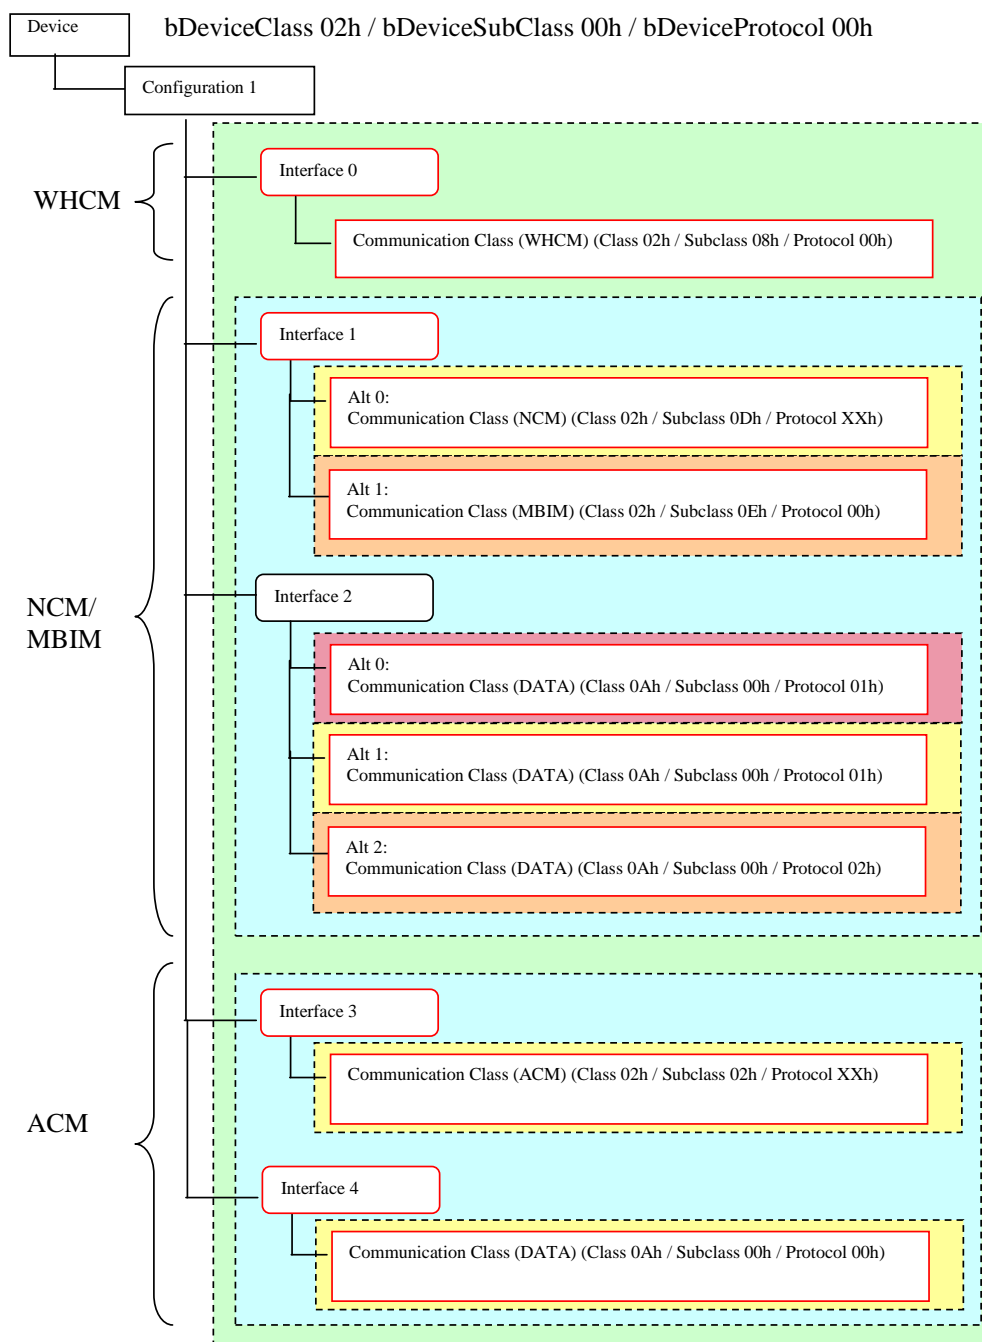 Device
bDeviceClass 02h / bDeviceSubClass 00h / bDeviceProtocol 00h
Configuration 1
WHCM
Interface 0
Communication Class (WHCM) (Class 02h / Subclass 08h / Protocol 00h)
NCM/
MBIM
Interface 1
Alt 0:
Communication Class (NCM) (Class 02h / Subclass 0Dh / Protocol XXh)
Alt 1:
Communication Class (MBIM) (Class 02h / Subclass 0Eh / Protocol 00h)
Interface 2
Alt 0:
Communication Class (DATA) (Class 0Ah / Subclass 00h / Protocol 01h)
Alt 1:
Communication Class (DATA) (Class 0Ah / Subclass 00h / Protocol 01h)
Alt 2:
Communication Class (DATA) (Class 0Ah / Subclass 00h / Protocol 02h)
ACM
Interface 3
Communication Class (ACM) (Class 02h / Subclass 02h / Protocol XXh)
Interface 4
Communication Class (DATA) (Class 0Ah / Subclass 00h / Protocol 00h)